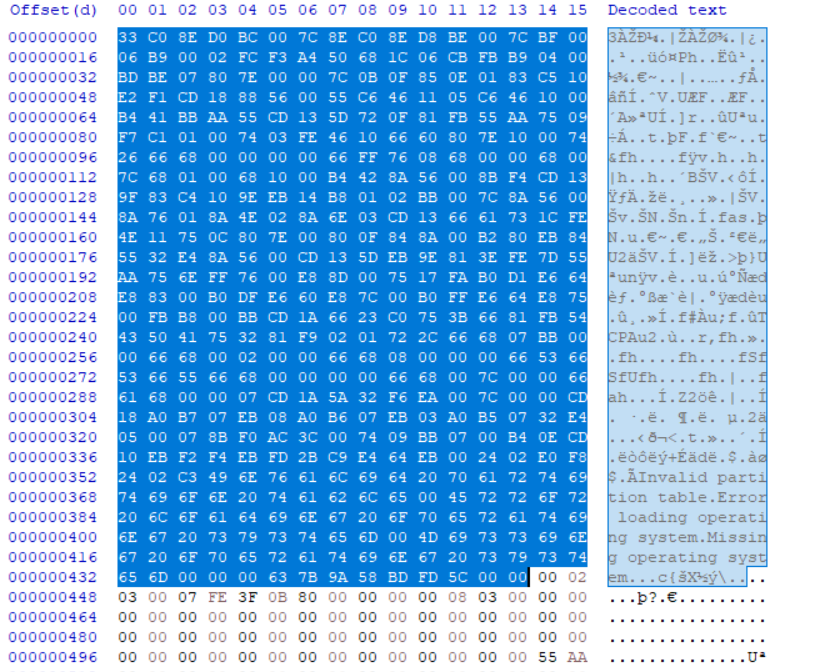 Offset(d) 00 01 02 03 04 05 06 07 08 09 10 11 12 13 14 15 Decoded text
000000000 33 C0 8E D0 BC 00 7C 8E C0 8E D8 BE 00 7C BF 00 3ÀŽÐ¼.|ŽÀŽØ¾.|¿.
000000016 06 B9 00 02 FC F3 A4 50 68 1C 06 CB FB B9 04 00 .¹..üó¤Ph..Ëû¹..
000000032 BD BE 07 80 7E 00 00 7C 0B 0F 85 0E 01 83 C5 10 ½¾.€~..|..….ƒÅ.
000000048 E2 F1 CD 18 88 56 00 55 C6 46 11 05 C6 46 10 00 âñÍ.ˆV.UÆF..ÆF..
000000064 B4 41 BB AA 55 CD 13 5D 72 0F 81 FB 55 AA 75 09 ´A»ªUÍ.]r..ûUªu.
000000080 F7 C1 01 00 74 03 FE 46 10 66 60 80 7E 10 00 74 ÷Á..t.þF.f`€~..t
000000096 26 66 68 00 00 00 00 66 FF 76 08 68 00 00 68 00 &fh....fÿv.h..h.
000000112 7C 68 01 00 68 10 00 B4 42 8A 56 00 8B F4 CD 13 |h..h..´BŠV.‹ôÍ.
000000128 9F 83 C4 10 9E EB 14 B8 01 02 BB 00 7C 8A 56 00 ŸƒÄ.žë.¸..».|ŠV.
000000144 8A 76 01 8A 4E 02 8A 6E 03 CD 13 66 61 73 1C FE Šv.ŠN.Šn.Í.fas.þ
000000160 4E 11 75 0C 80 7E 00 80 0F 84 8A 00 B2 80 EB 84 N.u.€~.€.„Š.²€ë„
000000176 55 32 E4 8A 56 00 CD 13 5D EB 9E 81 3E FE 7D 55 U2äŠV.Í.]ëž.>þ}U
000000192 AA 75 6E FF 76 00 E8 8D 00 75 17 FA B0 D1 E6 64 ªunÿv.è..u.ú°Ñæd
000000208 E8 83 00 B0 DF E6 60 E8 7C 00 B0 FF E6 64 E8 75 èƒ.°ßæ`è|.°ÿædèu
000000224 00 FB B8 00 BB CD 1A 66 23 C0 75 3B 66 81 FB 54 .û¸.»Í.f#Àu;f.ûT
000000240 43 50 41 75 32 81 F9 02 01 72 2C 66 68 07 BB 00 CPAu2.ù..r,fh.».
000000256 00 66 68 00 02 00 00 66 68 08 00 00 00 66 53 66 .fh....fh....fSf
000000272 53 66 55 66 68 00 00 00 00 66 68 00 7C 00 00 66 SfUfh....fh.|..f
000000288 61 68 00 00 07 CD 1A 5A 32 F6 EA 00 7C 00 00 CD ah...Í.Z2öê.|..Í
000000304 18 A0 B7 07 EB 08 A0 B6 07 EB 03 A0 B5 07 32 E4 . ·.ë. ¶.ë. µ.2ä
000000320 05 00 07 8B F0 AC 3C 00 74 09 BB 07 00 B4 0E CD ...‹ð¬<.t.»..´.Í
000000336 10 EB F2 F4 EB FD 2B C9 E4 64 EB 00 24 02 E0 F8 .ëòôëý+Éädë.$.àø
000000352 24 02 C3 49 6E 76 61 6C 69 64 20 70 61 72 74 69 $.ÃInvalid parti
000000368 74 69 6F 6E 20 74 61 62 6C 65 00 45 72 72 6F 72 tion table.Error
000000384 20 6C 6F 61 64 69 6E 67 20 6F 70 65 72 61 74 69 loading operati
000000400 6E 67 20 73 79 73 74 65 6D 00 4D 69 73 73 69 6E ng system.Missin
000000416 67 20 6F 70 65 72 61 74 69 6E 67 20 73 79 73 74 g operating syst
000000432 65 6D 00 00 00 63 7B 9A 58 BD FD 5C 00 00 00 02 em...c{šX½ý\....
000000448 03 00 07 FE 3F 0B 80 00 00 00 00 08 03 00 00 00 ...þ?.€.........
000000464 00 00 00 00 00 00 00 00 00 00 00 00 00 00 00 00 ................
000000480 00 00 00 00 00 00 00 00 00 00 00 00 00 00 00 00 ................
000000496 00 00 00 00 00 00 00 00 00 00 00 00 00 00 55 AA ..............Uª